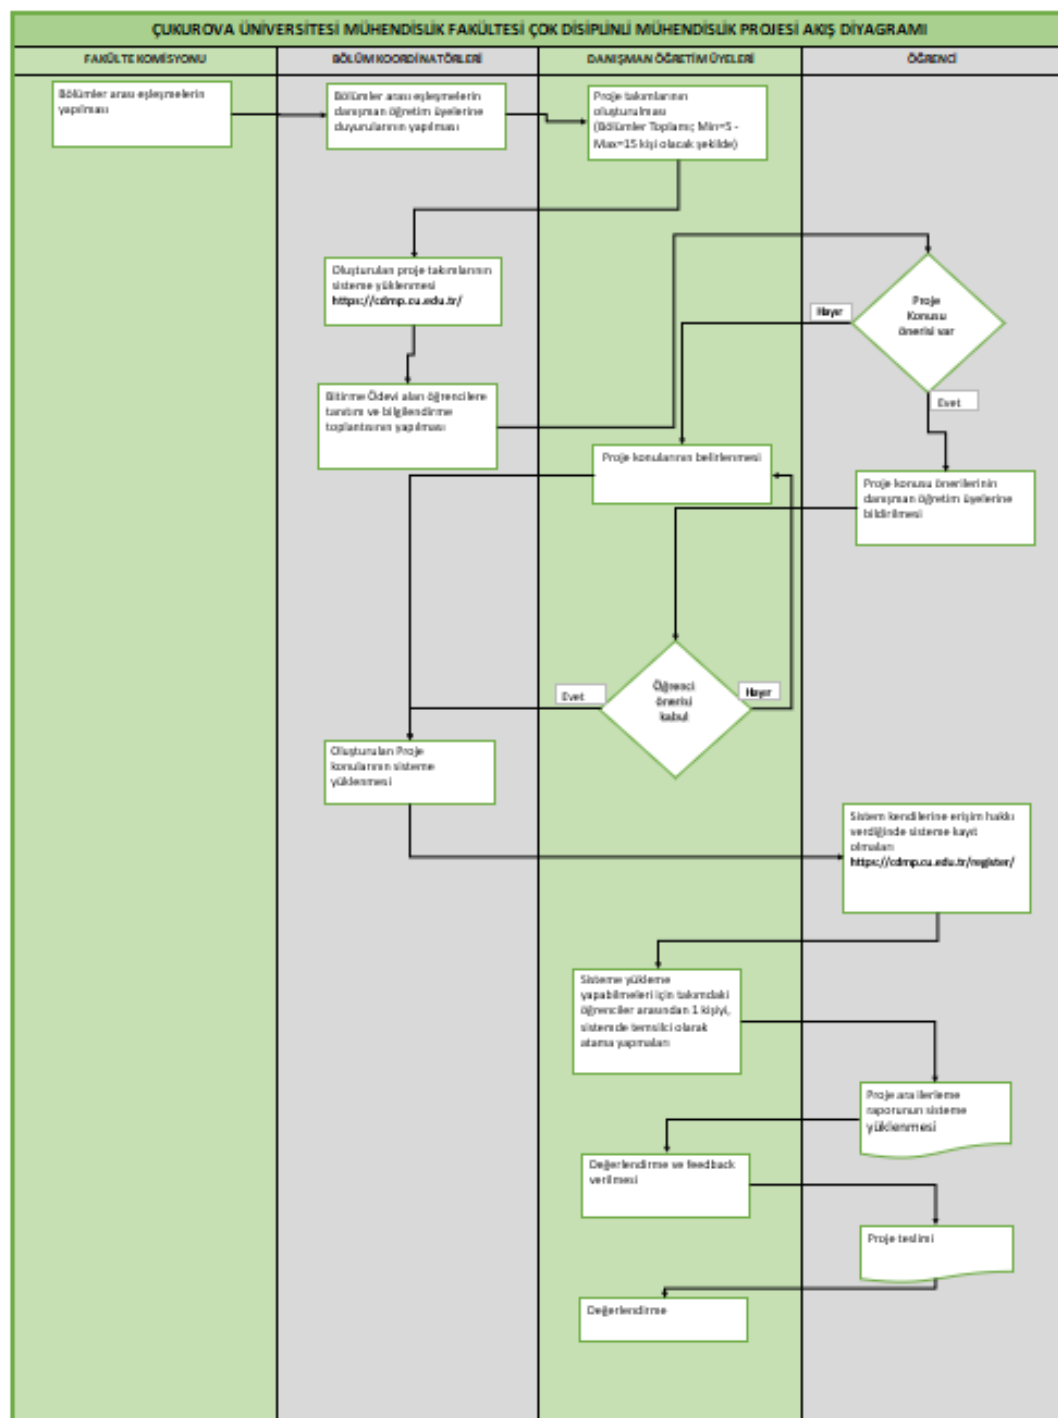 ÇUKUROVA ÜNİVERSİTESİ MÜHENDİSLİK FAKÜLTESİ ÇOK DİSİPLİNLİ MÜHENDİSLİK PROJESİ AKIŞ DİYAGRAMI
FAKÜLTE KOMİSYONU
BÖLÜM KOORDİNATÖRLERİ
DANIŞMAN ÖĞRETİM ÜYELERİ
ÖĞRENCİ
Bölümler arası eşleşmelerin
yapılması
Bölümler arası eşleşmelerin
danışman öğretim üyelerine
duyurularının yapılması
Proje takımlarının
oluşturulması
(Bölümler Toplamı; Min=5 -
Max=15 kişi olacak şekilde)
Oluşturulan proje takımlarının
sisteme yüklenmesi
https://cdmp.cu.edu.tr/
Proje
Konusu
önerisi var
Hayır
Evet
Bitirme Ödevi alan öğrencilere
tanıtım ve bilgilendirme
toplantısının yapılması
Proje konularının belirlenmesi
Proje konusu önerilerinin
danışman öğretim üyelerine
bildirilmesi
Öğrenci
önerisi
kabul
Evet
Hayır
Oluşturulan Proje
konularının sisteme
yüklenmesi
Sistem kendilerine erişim hakkı
verdiğinde sisteme kayıt
olmaları
https://cdmp.cu.edu.tr/register/
Sisteme yükleme
yapabilmeleri için takımdaki
öğrenciler arasından 1 kişiyi,
sistemde temsilci olarak
atama yapmaları
Proje ara ilerleme
raporunun sisteme
yüklenmesi
Değerlendirme ve feedback
verilmesi
Proje teslimi
Değerlendirme